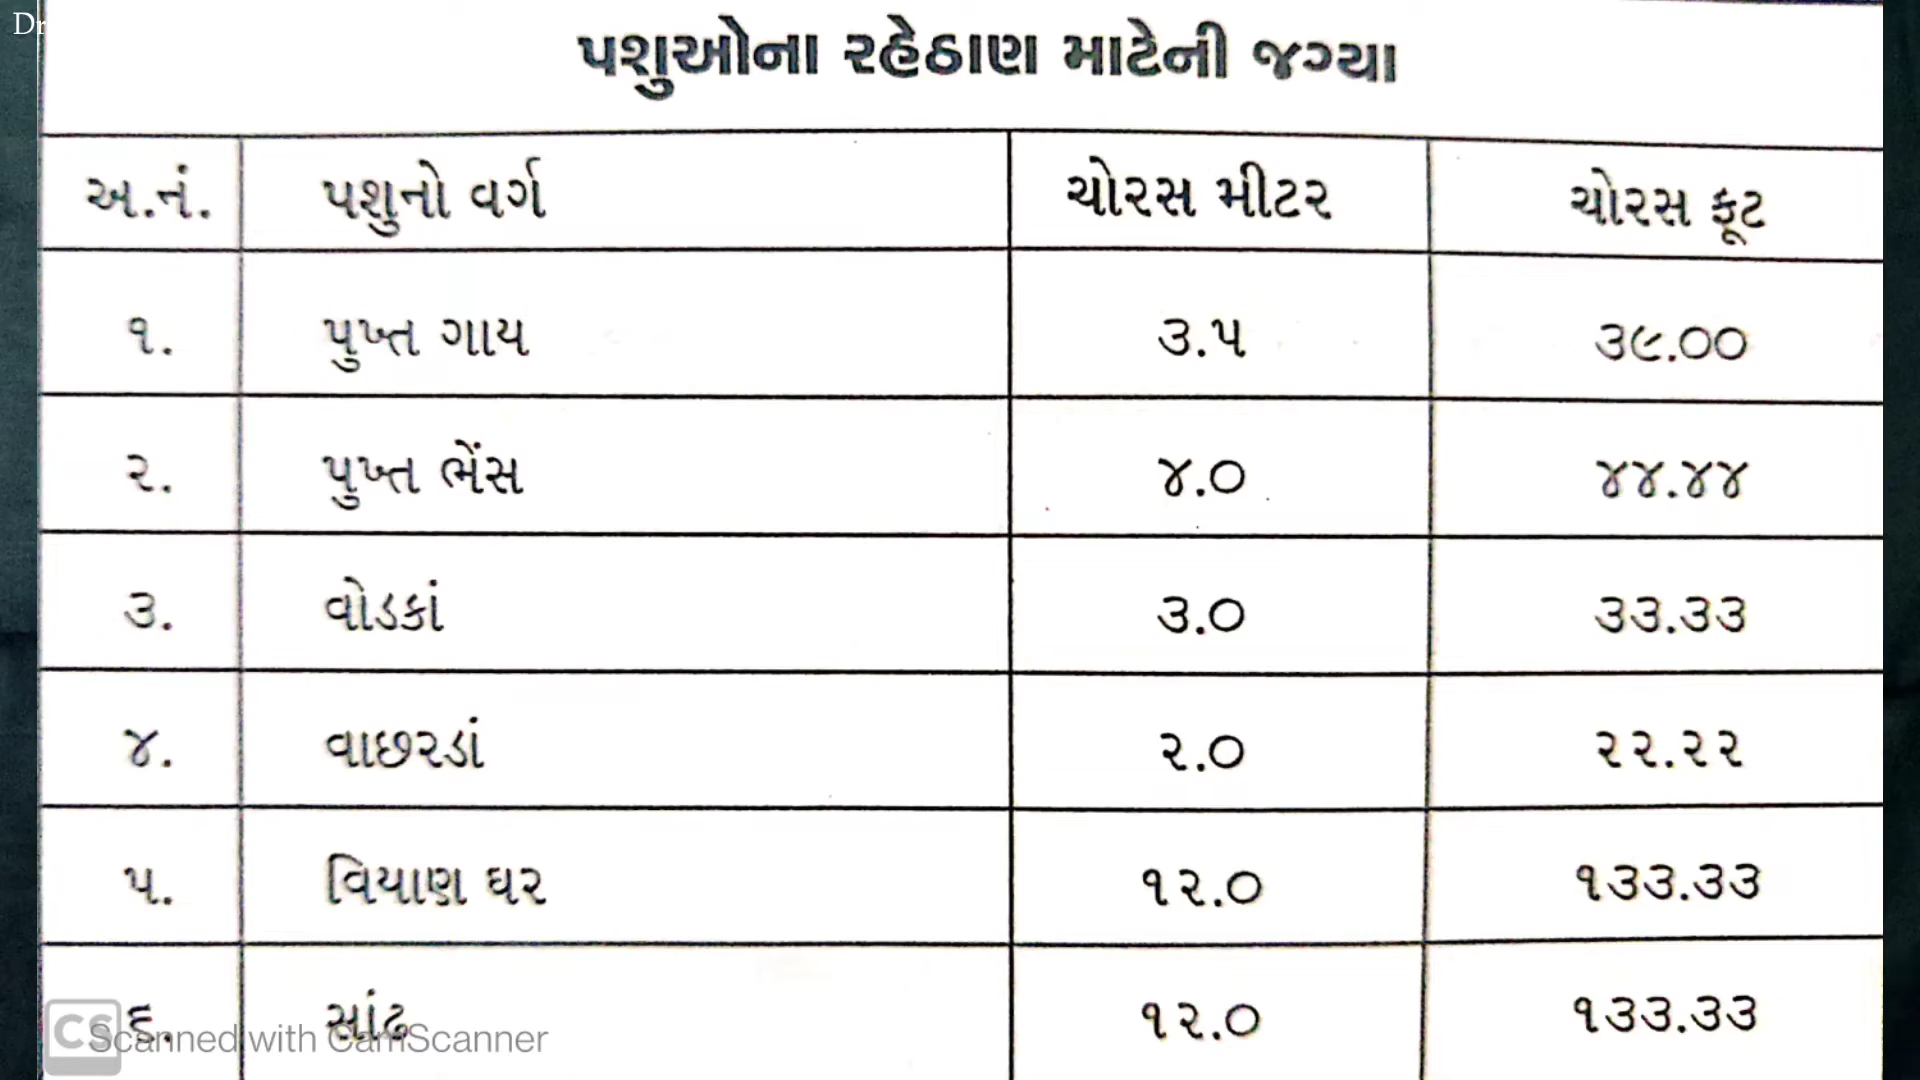 Dr
પશુઓના રહેઠાણ માટેની જગ્યા
અ.નં. પશુનો વર્ગ ચોરસ મીટર ચોરસ ફૂટ
૧. પુખ્ત ગાય ૩.૫ ૩૯.૦૦
૨. પુખ્ત ભેંસ ૪.૦ ૪૪.૪૪
૩. વોડકાં ૩.૦ ૩૩.૩૩
૪. વાછરડાં ૨.૦ ૨૨.૨૨
૫. વિયાણ ઘર ૧૨.૦ ૧૩૩.૩૩
૬. સાંઢ ૧૨.૦ ૧૩૩.૩૩
CS Scanned with CamScanner